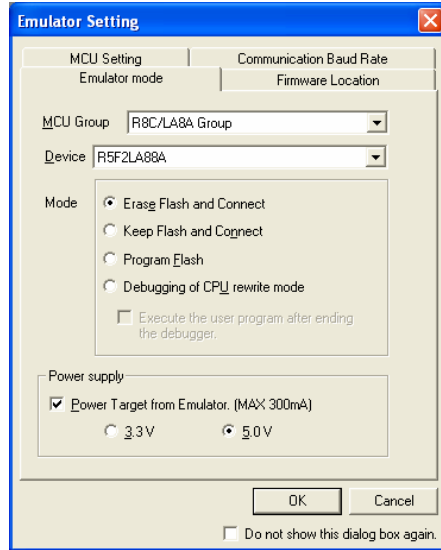 Emulator Setting
MCU Setting
Communication Baud Rate
Emulator mode
Firmware Location
MCU Group
R8C/LA8A Group
Device
R5F2LA88A
Mode
Erase Flash and Connect
Keep Flash and Connect
Program Flash
Debugging of CPU rewrite mode
Execute the user program after ending
the debugger.
Power supply
Power Target from Emulator. (MAX 300mA)
3.3 V
5.0 V
OK
Cancel
Do not show this dialog box again.